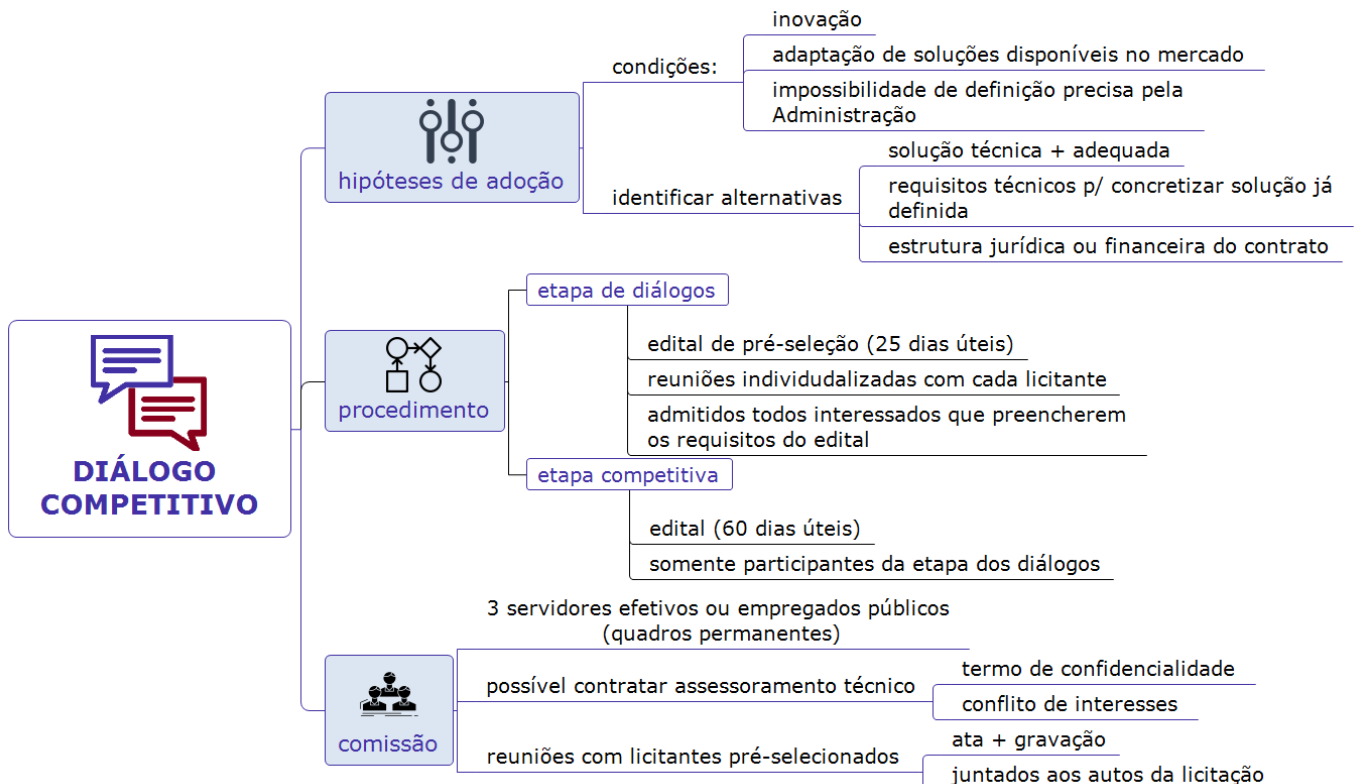 DIÁLOGO
COMPETITIVO
hipóteses de adoção
condições:
inovação
adaptação de soluções disponíveis no mercado
impossibilidade de definição precisa pela
Administração
identificar alternativas
solução técnica + adequada
requisitos técnicos p/ concretizar solução já
definida
estrutura jurídica ou financeira do contrato
procedimento
etapa de diálogos
edital de pré-seleção (25 dias úteis)
reuniões individudalizadas com cada licitante
admitidos todos interessados que preencherem
os requisitos do edital
etapa competitiva
edital (60 dias úteis)
somente participantes da etapa dos diálogos
comissão
3 servidores efetivos ou empregados públicos
(quadros permanentes)
possível contratar assessoramento técnico
termo de confidencialidade
conflito de interesses
reuniões com licitantes pré-selecionados
ata + gravação
juntados aos autos da licitação